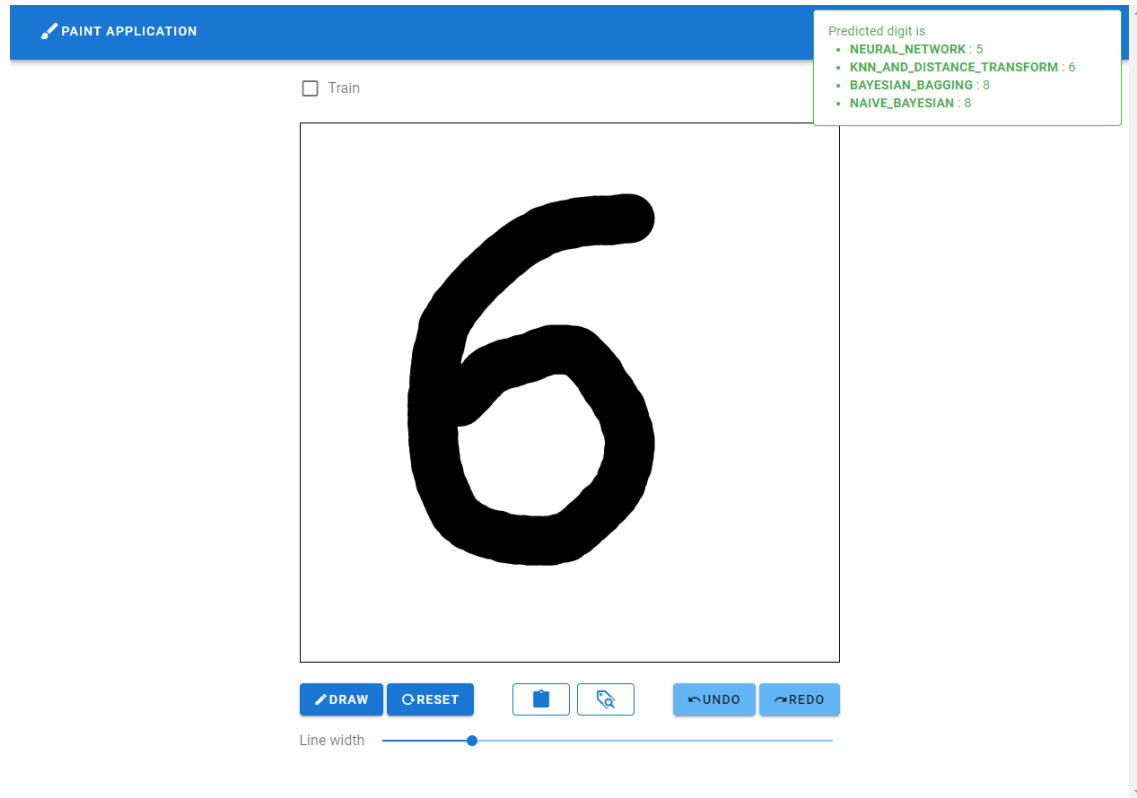 PAINT APPLICATION
Predicted digit is
• NEURAL_NETWORK : 5
• KNN_AND_DISTANCE_TRANSFORM : 6
• BAYESIAN_BAGGING : 8
• NAIVE_BAYESIAN : 8
Train
6
DRAW RESET UNDO REDO
Line width